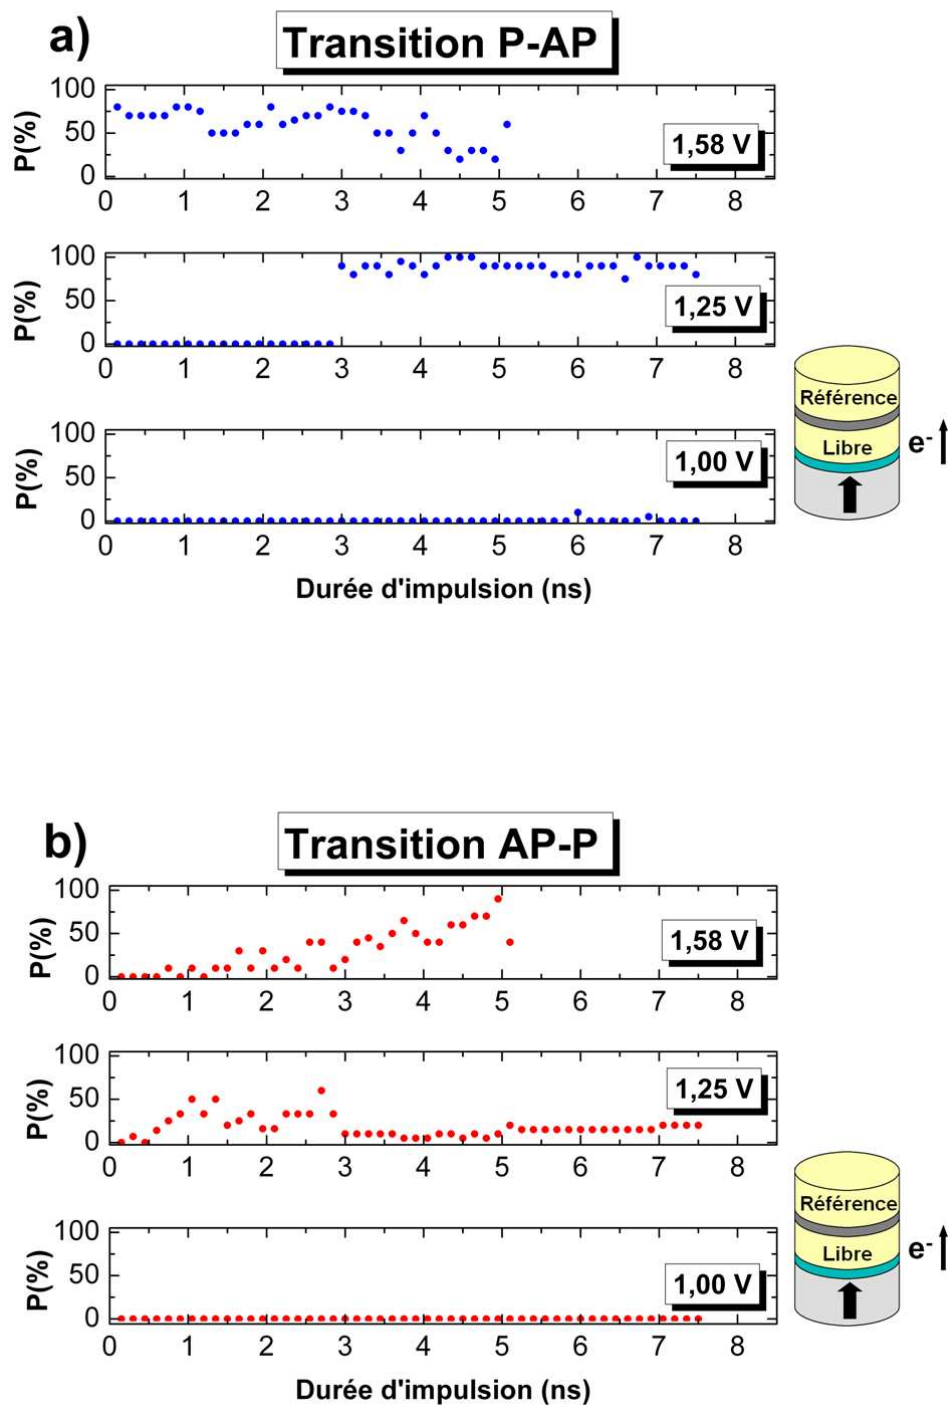 a)
Transition P-AP
P(%)
100
50
0
1,58 V
0 1 2 3 4 5 6 7 8
P(%)
100
50
0
1,25 V
0 1 2 3 4 5 6 7 8
P(%)
100
50
0
1,00 V
0 1 2 3 4 5 6 7 8
Durée d'impulsion (ns)
Référence
Libre
e-
b)
Transition AP-P
P(%)
100
50
0
1,58 V
0 1 2 3 4 5 6 7 8
P(%)
100
50
0
1,25 V
0 1 2 3 4 5 6 7 8
P(%)
100
50
0
1,00 V
0 1 2 3 4 5 6 7 8
Durée d'impulsion (ns)
Référence
Libre
e-